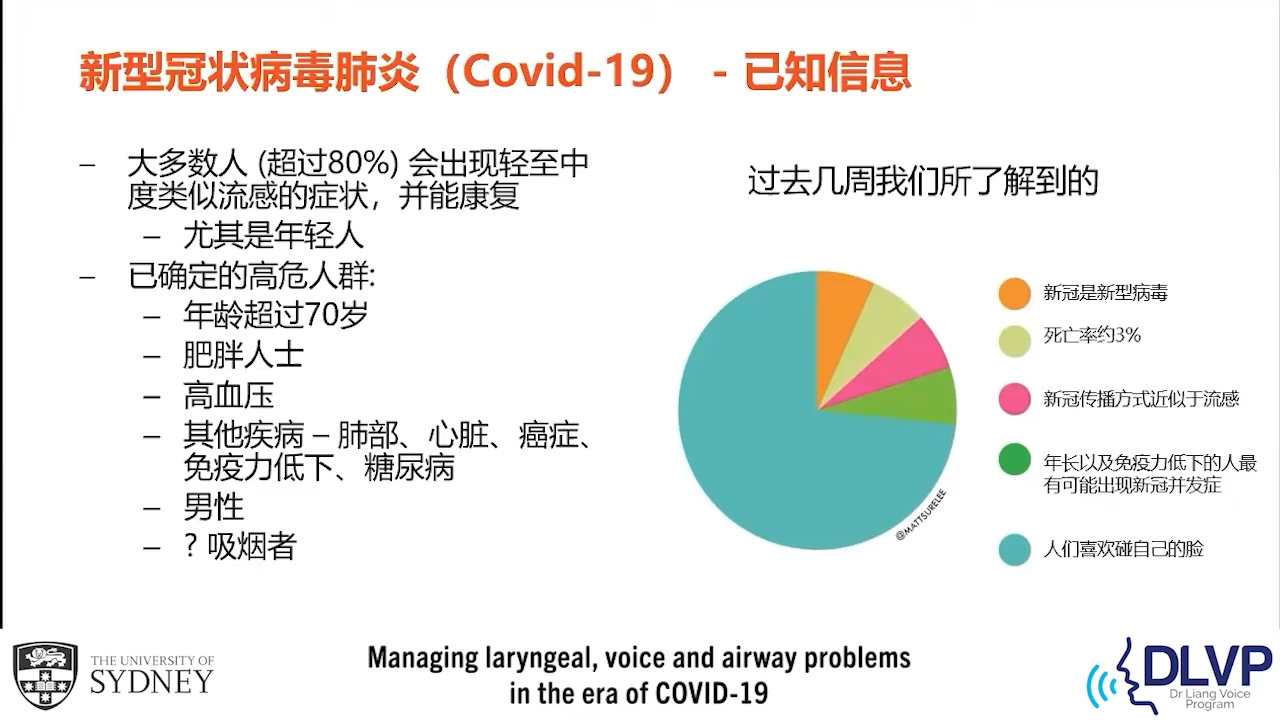 新型冠状病毒肺炎（Covid-19） - 已知信息
– 大多数人 (超过80%) 会出现轻至中
度类似流感的症状，并能康复
– 尤其是年轻人
– 已确定的高危人群:
– 年龄超过70岁
– 肥胖人士
– 高血压
– 其他疾病 – 肺部、心脏、癌症、
免疫力低下、糖尿病
– 男性
– ? 吸烟者
过去几周我们所了解到的
新冠是新型病毒
死亡率约3%
新冠传播方式近似于流感
年长以及免疫力低下的人最
有可能出现新冠并发症
人们喜欢碰自己的脸
@MATTSURELEE
THE UNIVERSITY OF
SYDNEY
Managing laryngeal, voice and airway problems
in the era of COVID-19
DLVP
Dr Liang Voice
Program